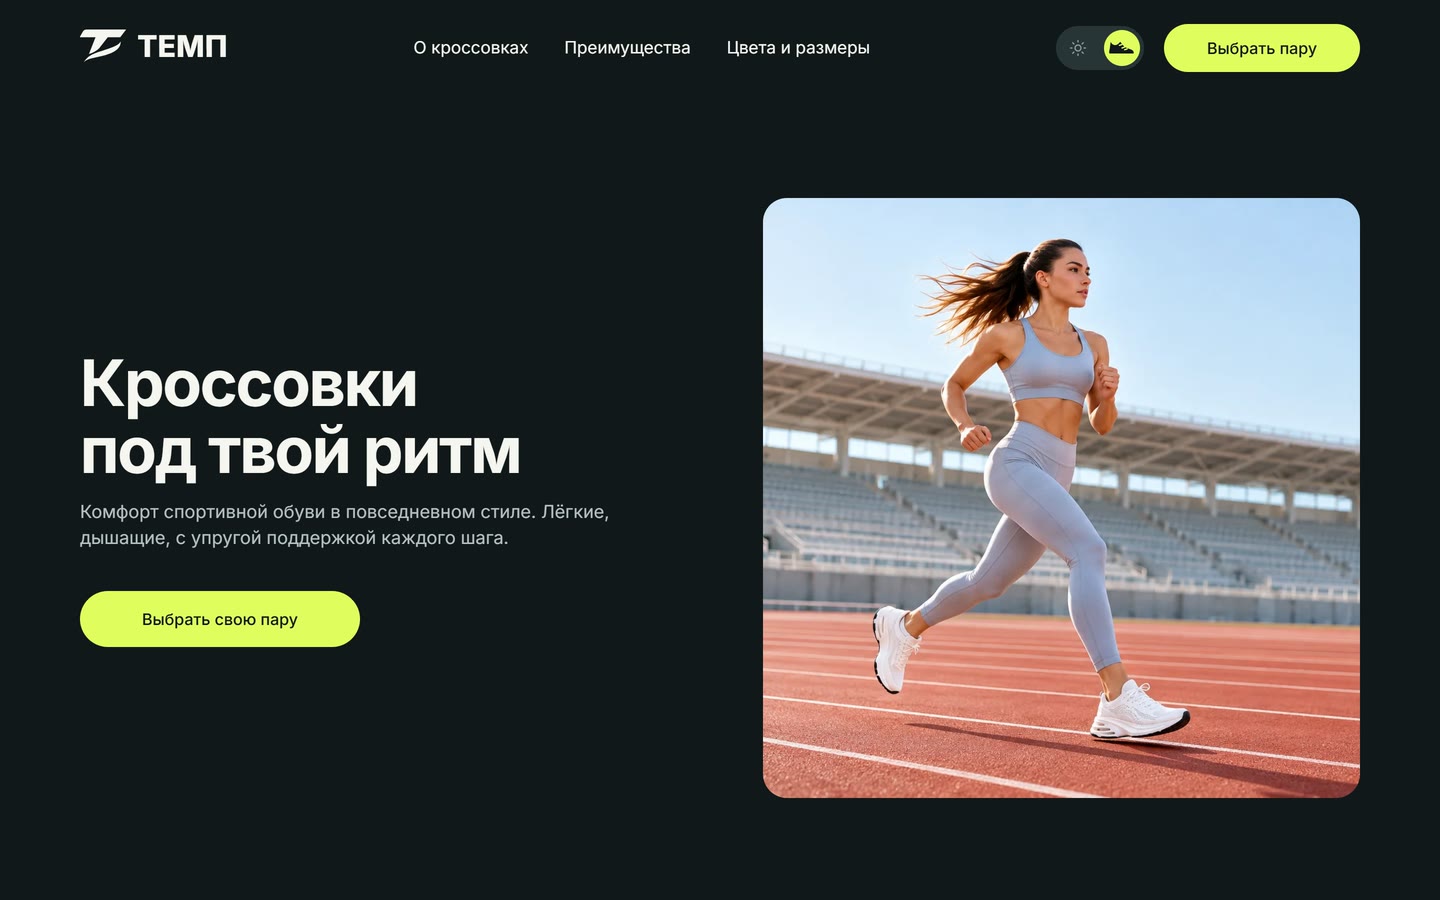 ТЕМП
О кроссовках
Преимущества
Цвета и размеры
Выбрать пару
Кроссовки
под твой ритм
Комфорт спортивной обуви в повседневном стиле. Лёгкие,
дышащие, с упругой поддержкой каждого шага.
Выбрать свою пару